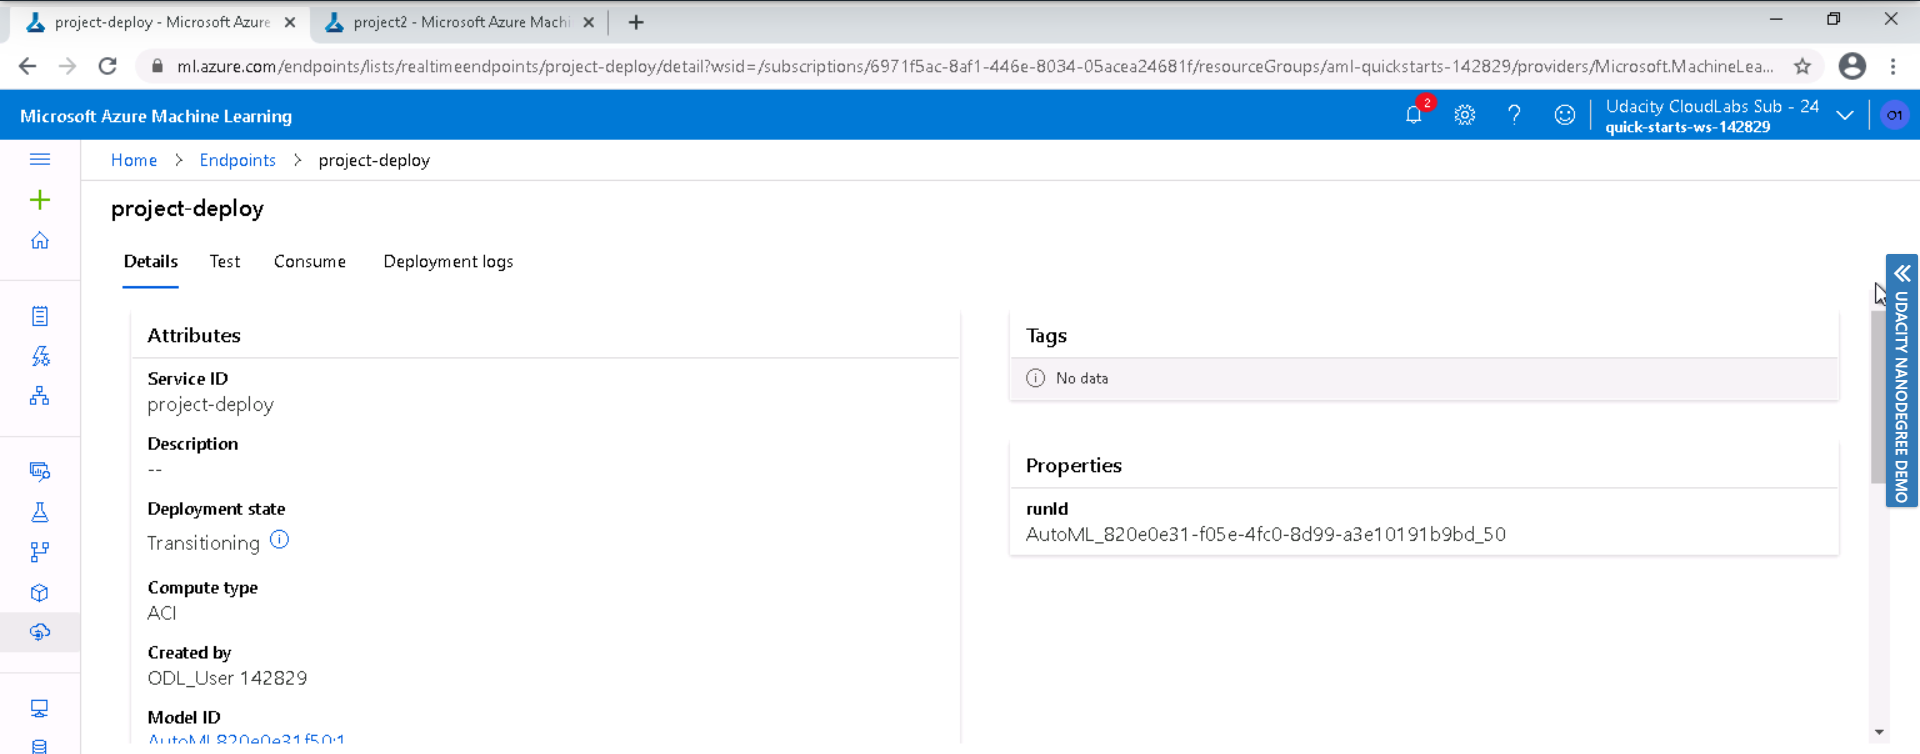 project-deploy - Microsoft Azure
project2 - Microsoft Azure Machi
ml.azure.com/endpoints/lists/realtimeendpoints/project-deploy/detail?wsid=/subscriptions/6971f5ac-8af1-446e-8034-05acea24681f/resourceGroups/aml-quickstarts-142829/providers/Microsoft.MachineLea...
Microsoft Azure Machine Learning
2
Udacity CloudLabs Sub - 24
quick-starts-ws-142829
O1
Home > Endpoints > project-deploy
project-deploy
Details Test Consume Deployment logs
Attributes
Service ID
project-deploy
Description
--
Deployment state
Transitioning
Compute type
ACI
Created by
ODL_User 142829
Model ID
AutoML820e0e31f50:1
Tags
No data
Properties
runId
AutoML_820e0e31-f05e-4fc0-8d99-a3e10191b9bd_50
UDACITY NANODEGREE DEMO